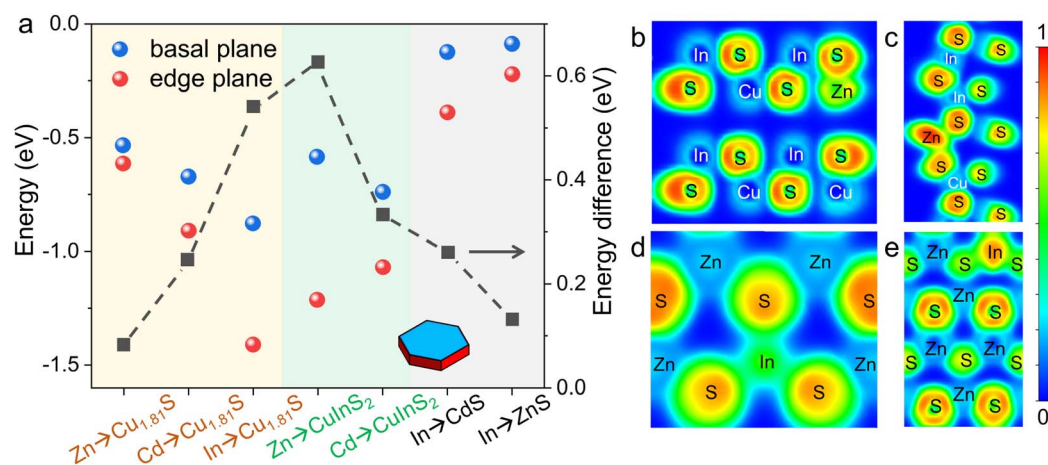 a
0.0
-0.5
-1.0
-1.5
Energy (eV)
basal plane
edge plane
0.6
0.4
0.2
0.0
Energy difference (eV)
Zn→Cu₁.₈₁S
Cd→Cu₁.₈₁S
In→Cu₁.₈₁S
Zn→CuInS₂
Cd→CuInS₂
In→CdS
In→ZnS
b
In S In S
S Cu S Zn
In S In S
S Cu S Cu
c
S
In S
S
In S
S
Zn S
S
Cu S
S
S
d
Zn Zn
S S S
Zn In Zn
S S
e
Zn In
S S S
Zn
S S
Zn S Zn
Zn
S S
1
0